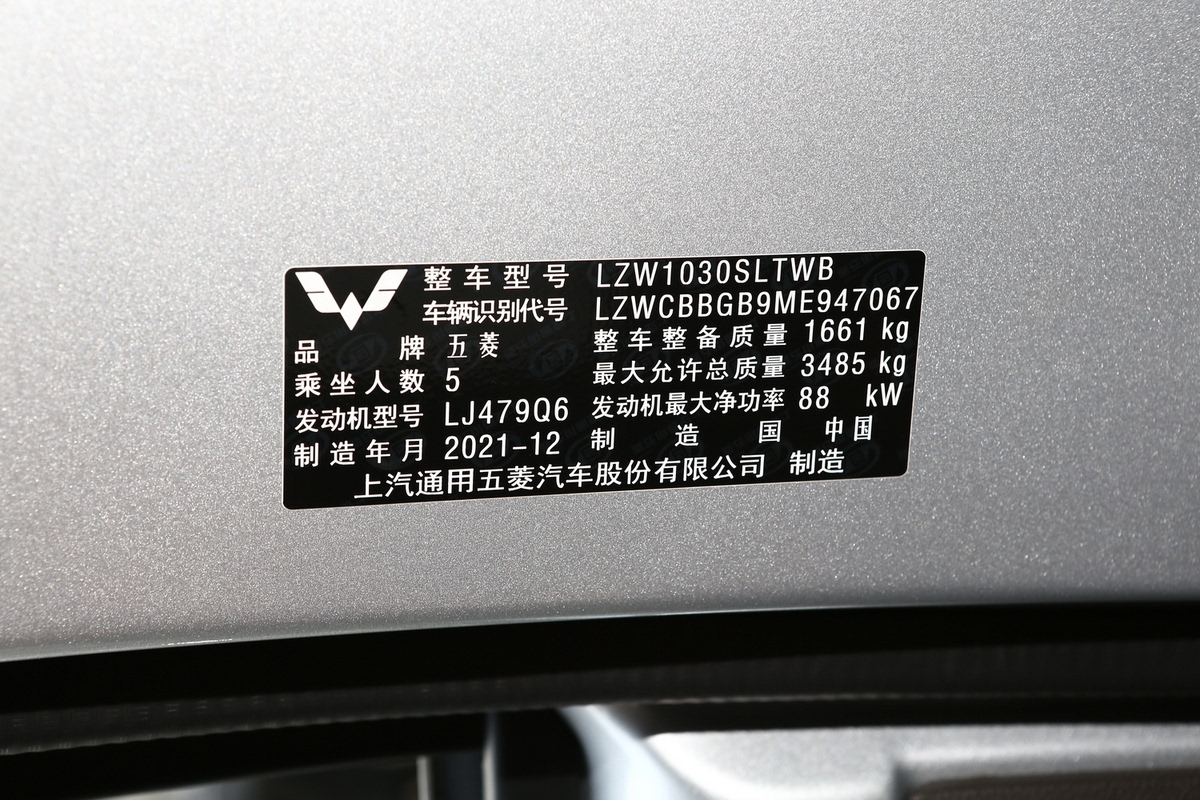 整车型号 LZW1030SLTWB
车辆识别代号 LZWCBBGB9ME947067
品牌 五菱 整车整备质量 1661 kg
乘坐人数 5 最大允许总质量 3485 kg
发动机型号 LJ479Q6 发动机最大净功率 88 kW
制造年月 2021-12 制造国 中国
上汽通用五菱汽车股份有限公司 制造